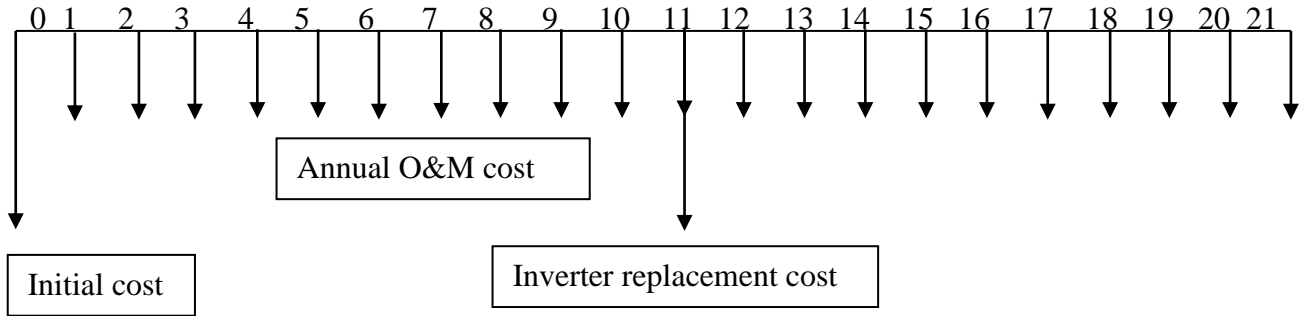 0 1 2 3 4 5 6 7 8 9 10 11 12 13 14 15 16 17 18 19 20 21
Annual O&M cost
Inverter replacement cost
Initial cost